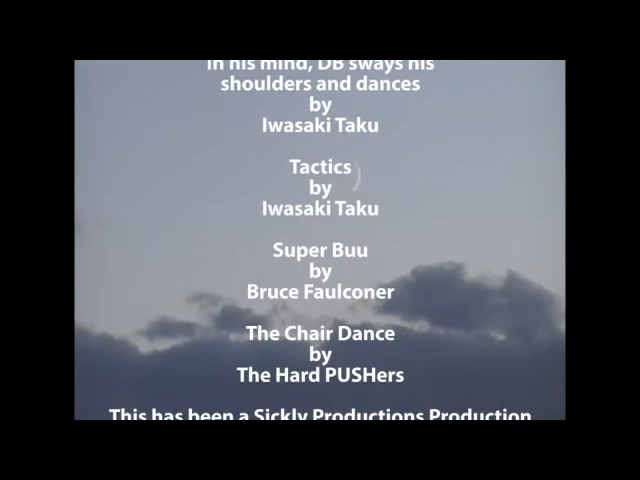 in his mind, DB sways his
shoulders and dances
by
Iwasaki Taku
Tactics
by
Iwasaki Taku
Super Buu
by
Bruce Faulconer
The Chair Dance
by
The Hard PUSHers
This has been a Sickly Productions Production